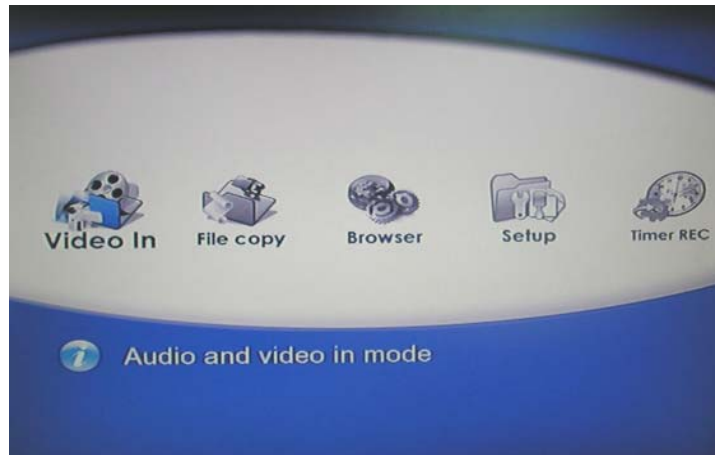 Video In
File copy
Browser
Setup
Timer REC
Audio and video in mode